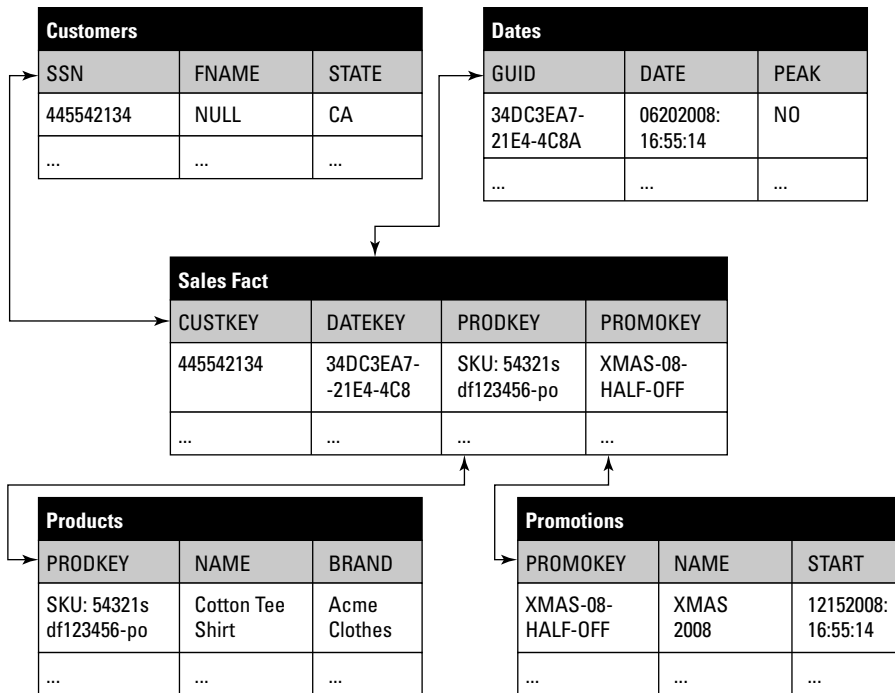 Customers
SSN FNAME STATE
445542134 NULL CA
... ... ...
Dates
GUID DATE PEAK
34DC3EA7- 06202008: NO
21E4-4C8A 16:55:14
... ... ...
Sales Fact
CUSTKEY DATEKEY PRODKEY PROMOKEY
445542134 34DC3EA7- SKU: 54321s XMAS-08-
-21E4-4C8 df123456-po HALF-OFF
... ... ... ...
Products
PRODKEY NAME BRAND
SKU: 54321s Cotton Tee Acme
df123456-po Shirt Clothes
... ... ...
Promotions
PROMOKEY NAME START
XMAS-08- XMAS 12152008:
HALF-OFF 2008 16:55:14
... ... ...